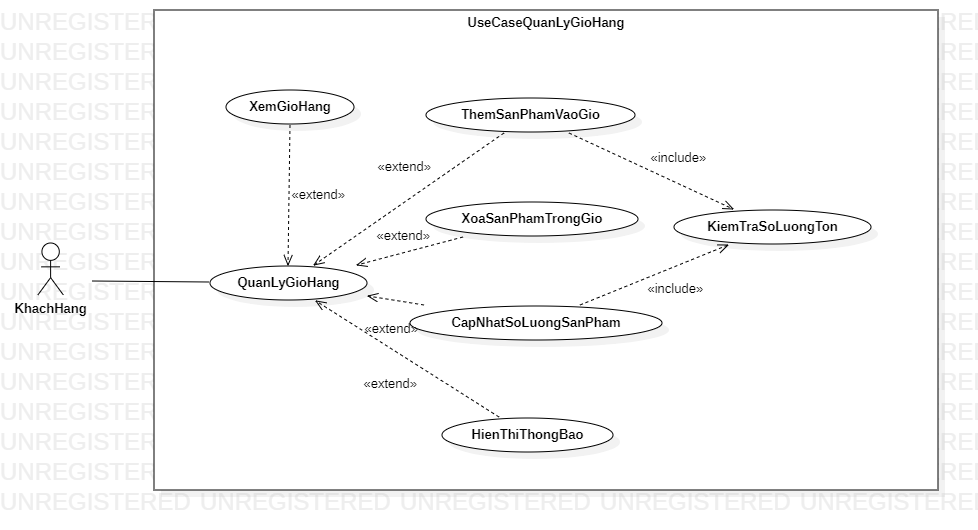 UseCaseQuanLyGioHang
XemGioHang
ThemSanPhamVaoGio
«extend»
«include»
«extend»
XoaSanPhamTrongGio
«extend»
KiemTraSoLuongTon
QuanLyGioHang
KhachHang
«include»
CapNhatSoLuongSanPham
«extend»
«extend»
HienThiThongBao
UNREGISTERED UNREGISTERED UNREGISTERED UNREGISTERED UNREGISTERED